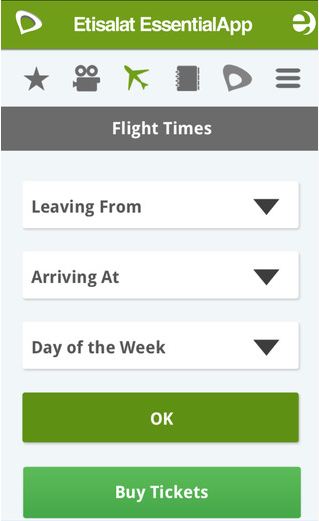 Etisalat EssentialApp
Flight Times
Leaving From
Arriving At
Day of the Week
OK
Buy Tickets